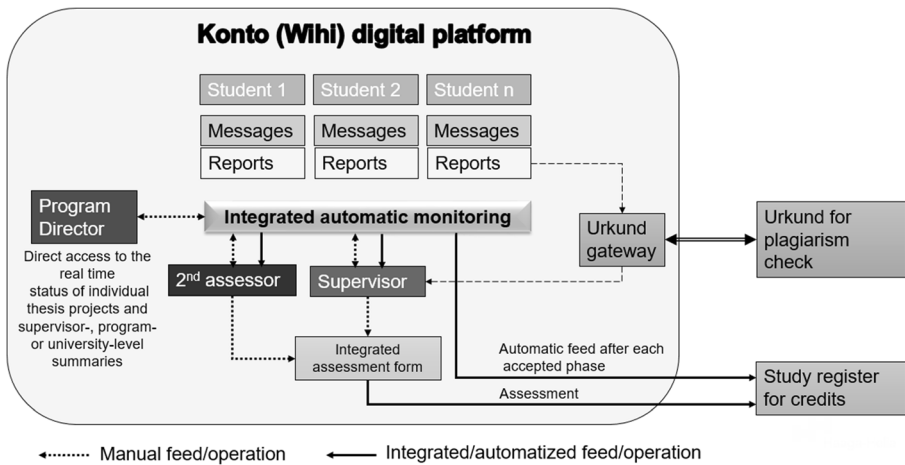 Konto (Wihi) digital platform
Student 1
Student 2
Student n
Messages
Messages
Messages
Reports
Reports
Reports
Program
Director
Integrated automatic monitoring
Urkund
gateway
Urkund for
plagiarism
check
Direct access to the
real time
status of individual
thesis projects and
supervisor-, program-
or university-level
summaries
2nd assessor
Supervisor
Integrated
assessment form
Automatic feed after each
accepted phase
Assessment
Study register
for credits
Manual feed/operation
Integrated/automatized feed/operation